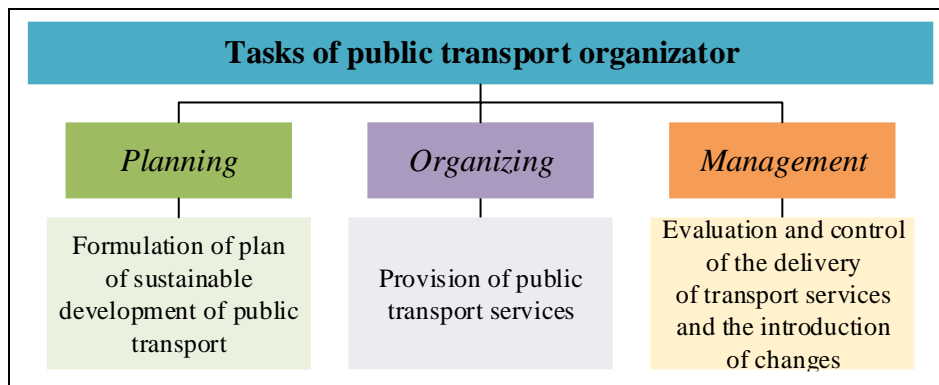 Tasks of public transport organizator
Planning
Organizing
Management
Formulation of plan
of sustainable
development of public
transport
Provision of public
transport services
Evaluation and control
of the delivery
of transport services
and the introduction
of changes